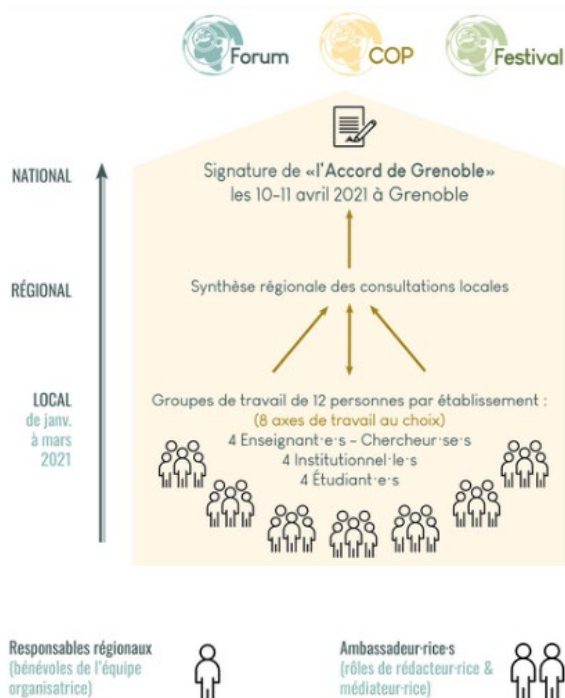 Forum
COP
Festival
NATIONAL
Signature de «l'Accord de Grenoble»
les 10-11 avril 2021 à Grenoble
RÉGIONAL
Synthèse régionale des consultations locales
LOCAL
de janv.
à mars
2021
Groupes de travail de 12 personnes par établissement :
(8 axes de travail au choix)
4 Enseignant·e·s - Chercheur·se·s
4 Institutionnel·le·s
4 Étudiant·e·s
Responsables régionaux
(bénévoles de l'équipe
organisatrice)
Ambassadeur·rice·s
(rôles de rédacteur·rice &
médiateur·rice)